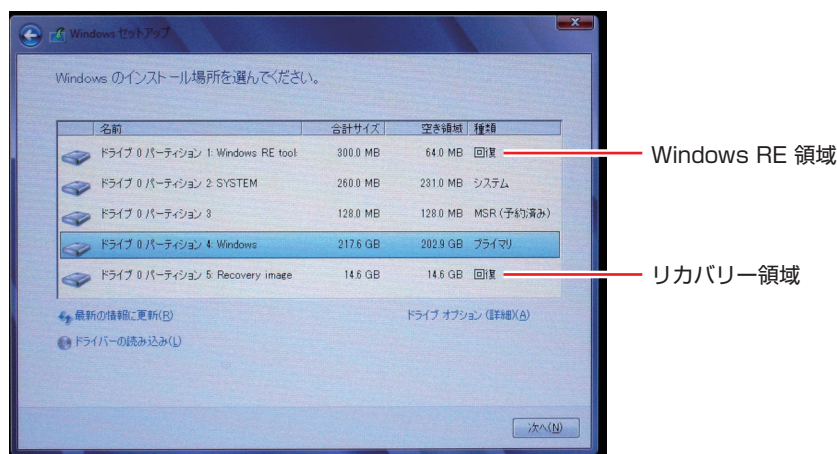 Windows セットアップ
Windows のインストール場所を選んでください。
名前 合計サイズ 空き領域 種類
ドライブ 0 パーティション 1: Windows RE tool 300.0 MB 64.0 MB 回復
Windows RE 領域
ドライブ 0 パーティション 2: SYSTEM 260.0 MB 231.0 MB システム
ドライブ 0 パーティション 3 128.0 MB 128.0 MB MSR (予約済み)
ドライブ 0 パーティション 4: Windows 217.6 GB 202.9 GB プライマリ
ドライブ 0 パーティション 5: Recovery image 14.6 GB 14.6 GB 回復
リカバリー領域
最新の情報に更新(R) ドライブ オプション (詳細)(A)
ドライバーの読み込み(L)
次へ(N)